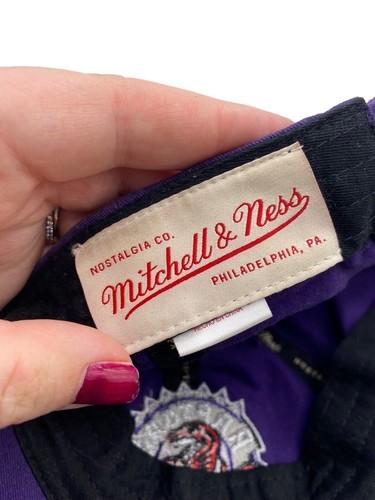 NOSTALGIA CO.
Mitchell & Ness
PHILADELPHIA, PA.